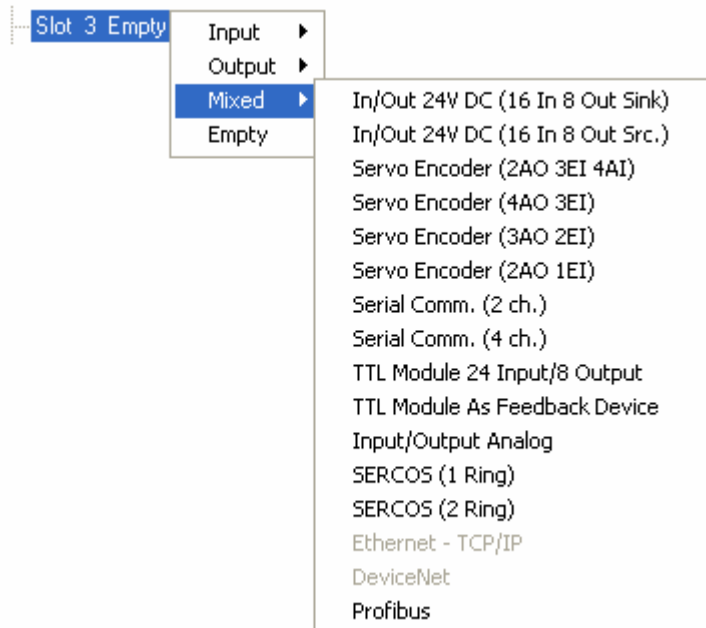 Slot 3 Empty
Input
Output
Mixed
Empty
In/Out 24V DC (16 In 8 Out Sink)
In/Out 24V DC (16 In 8 Out Src.)
Servo Encoder (2AO 3EI 4AI)
Servo Encoder (4AO 3EI)
Servo Encoder (3AO 2EI)
Servo Encoder (2AO 1EI)
Serial Comm. (2 ch.)
Serial Comm. (4 ch.)
TTL Module 24 Input/8 Output
TTL Module As Feedback Device
Input/Output Analog
SERCOS (1 Ring)
SERCOS (2 Ring)
Ethernet - TCP/IP
DeviceNet
Profibus